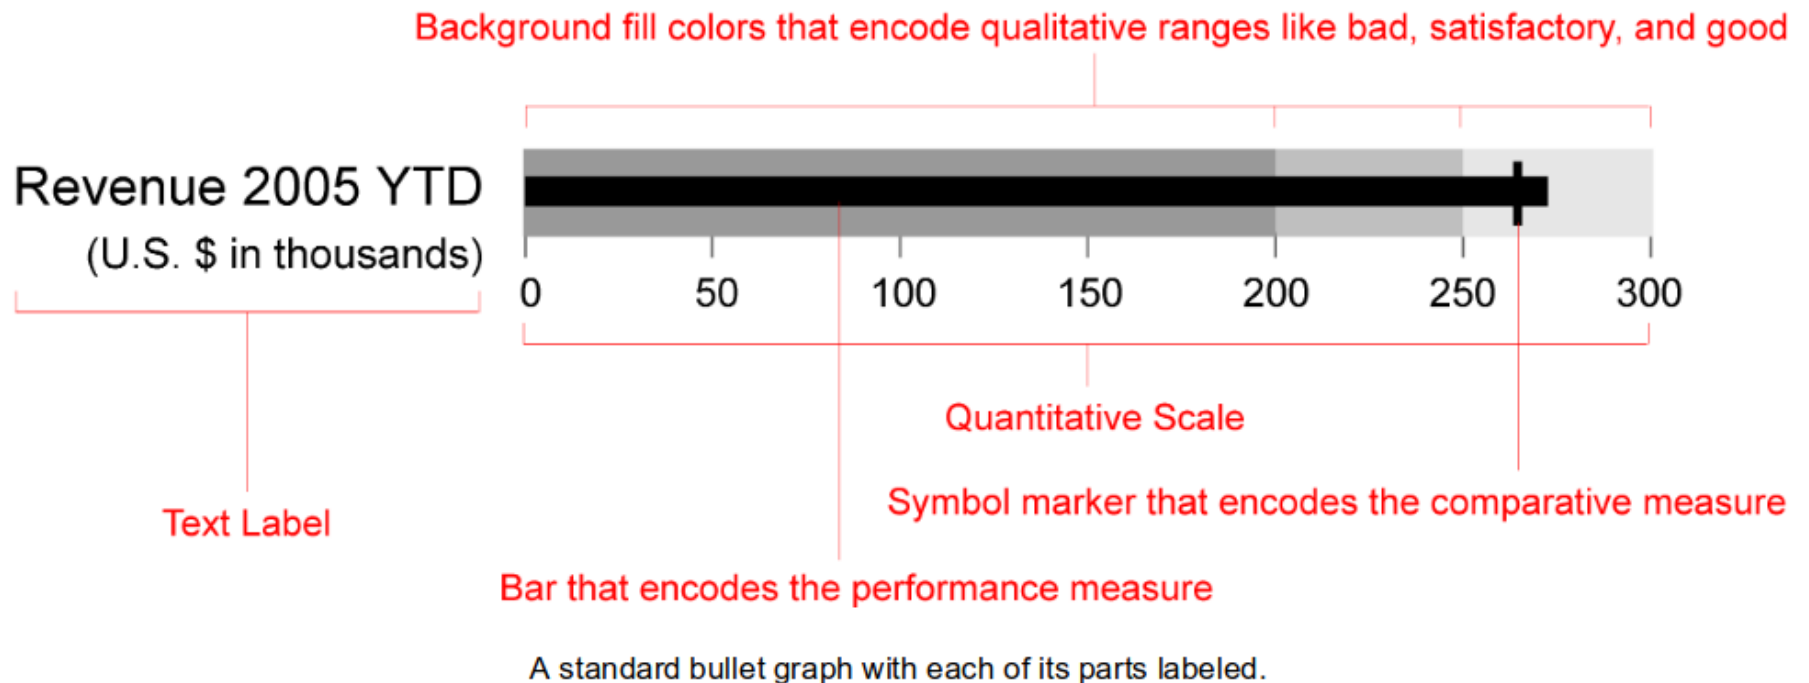 Background fill colors that encode qualitative ranges like bad, satisfactory, and good
Revenue 2005 YTD
(U.S. $ in thousands)
0 50 100 150 200 250 300
Quantitative Scale
Symbol marker that encodes the comparative measure
Text Label
Bar that encodes the performance measure
A standard bullet graph with each of its parts labeled.